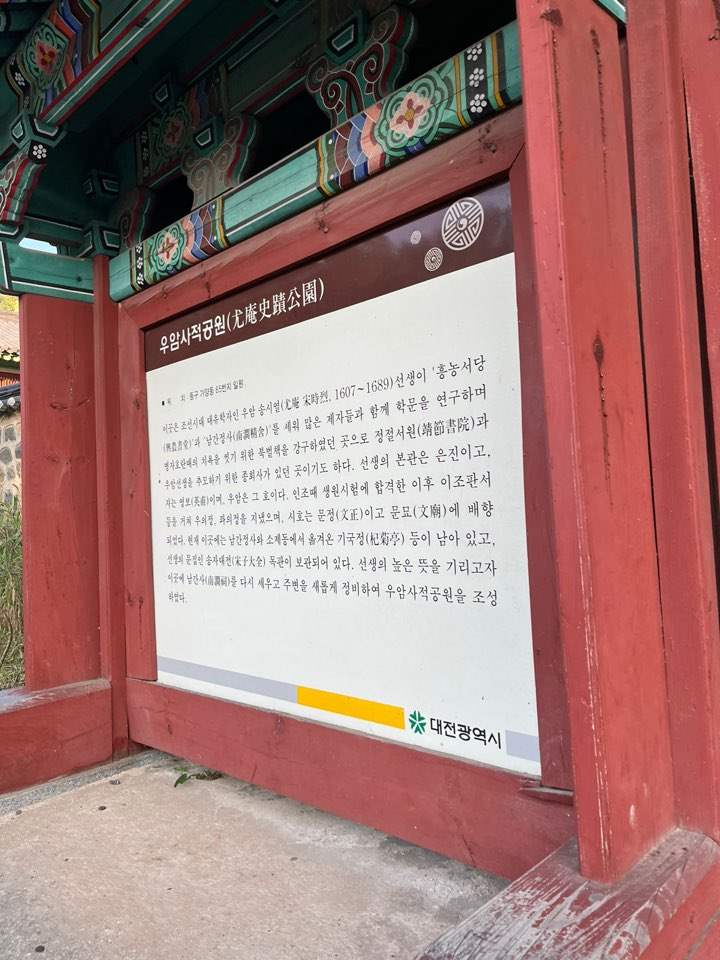 우암사적공원(尤庵史蹟公園)
■ 위 치 : 동구 가양동 65번지 일원
이곳은 조선시대 대유학자인 우암 송시열(尤庵 宋時烈, 1607~1689)선생이 '흥농서당
(興農書堂)'과 '남간정사(南澗精舍)'를 세워 많은 제자들과 함께 학문을 연구하며
병자호란때의 치욕을 씻기 위한 북벌책을 강구하였던 곳으로 정절서원(靖節書院)과
우암선생을 추모하기 위한 종회사가 있던 곳이기도 하다. 선생의 본관은 은진이고,
자는 영보(英甫)이며, 우암은 그 호이다. 인조때 생원시험에 합격한 이후 이조판서
등을 거쳐 우의정, 좌의정을 지냈으며, 시호는 문정(文正)이고 문묘(文廟)에 배향
되었다. 현재 이곳에는 남간정사와 소제동에서 옮겨온 기국정(杞菊亭) 등이 남아 있고,
선생의 문집인 송자대전(宋子大全) 목판이 보관되어 있다. 선생의 높은 뜻을 기리고자
이곳에 남간사(南澗祠)를 다시 세우고 주변을 새롭게 정비하여 우암사적공원을 조성
하였다.
대전광역시